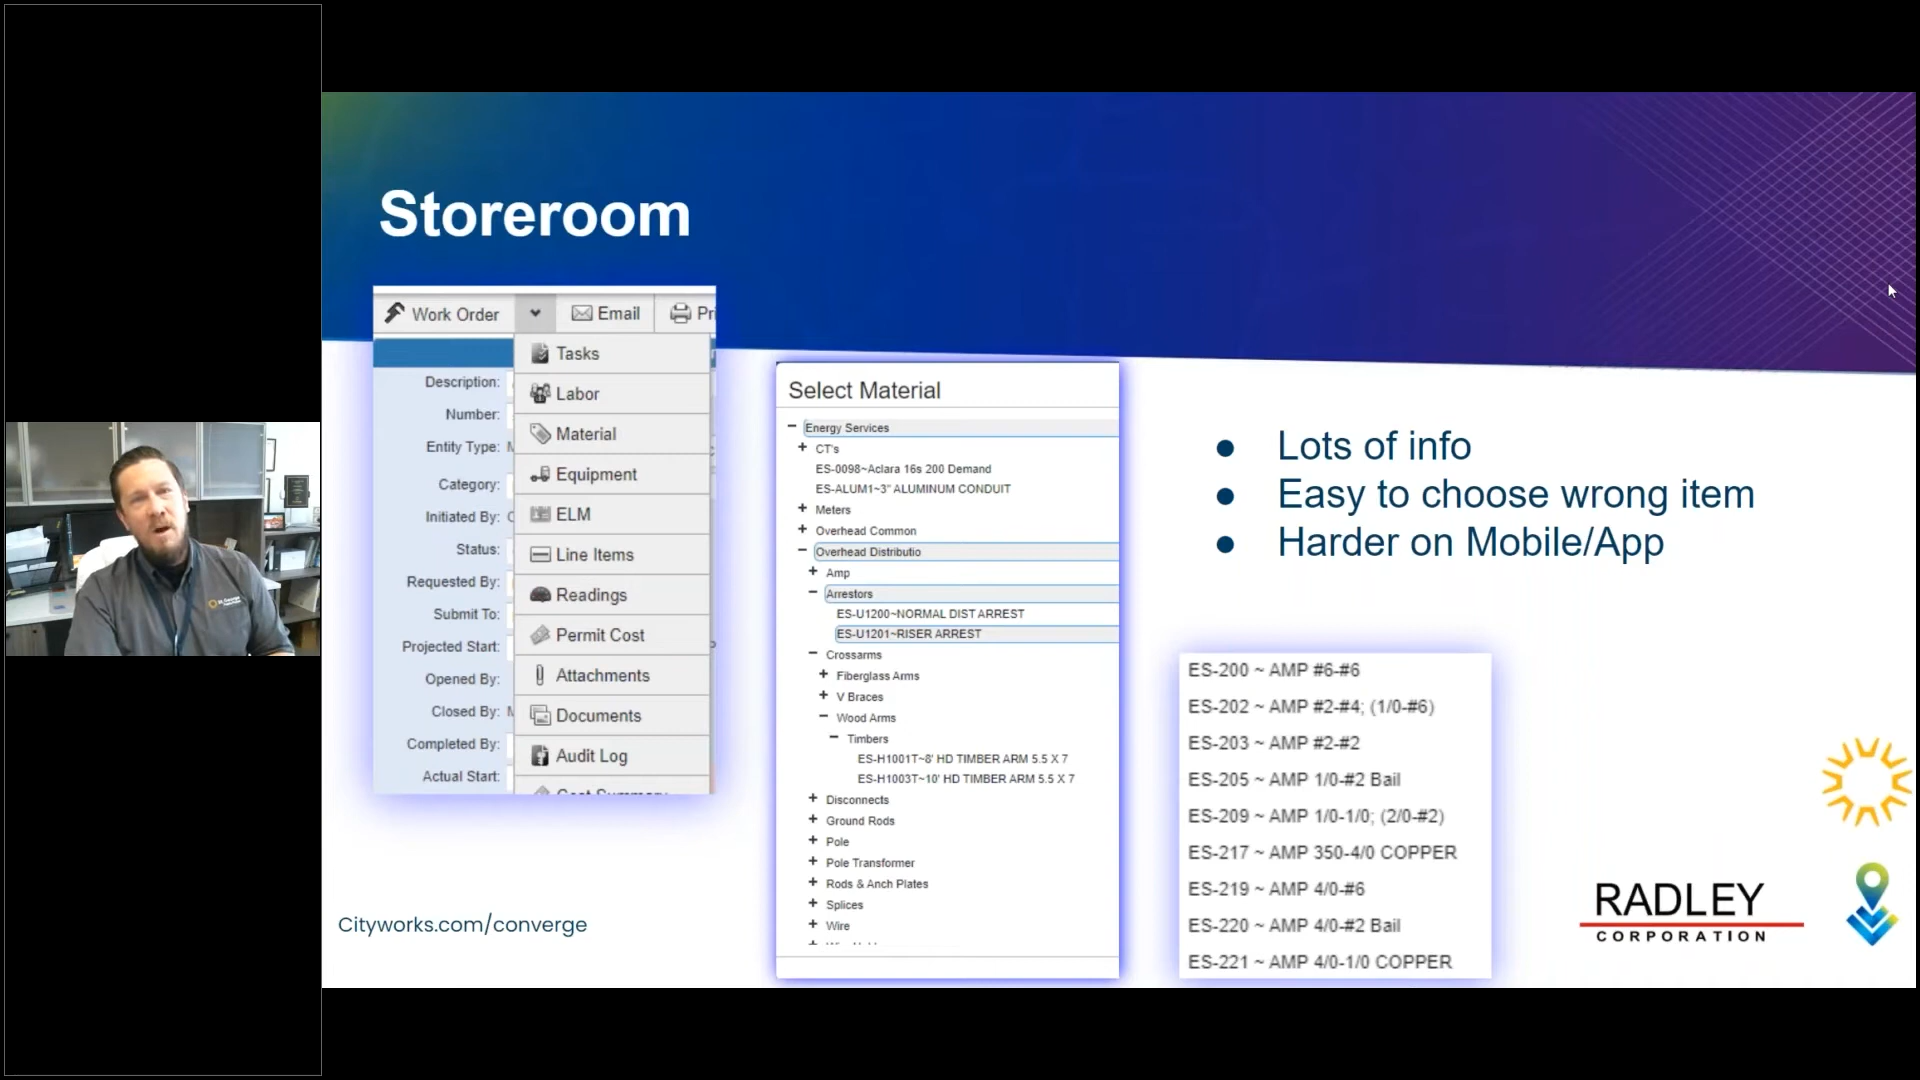 Storeroom
Work Order
Email
Tasks
Labor
Material
Equipment
ELM
Line Items
Readings
Permit Cost
Attachments
Documents
Audit Log
Cost Summary
Description:
Number:
Entity Type:
Category:
Initiated By:
Status:
Requested By:
Submit To:
Projected Start:
Opened By:
Closed By:
Completed By:
Actual Start:
Select Material
Energy Services
CT's
ES-0098~Aclara 16s 200 Demand
ES-ALUM1~3" ALUMINUM CONDUIT
Meters
Overhead Common
Overhead Distributio
Amp
Arrestors
ES-U1200~NORMAL DIST ARREST
ES-U1201~RISER ARREST
Crossarms
Fiberglass Arms
V Braces
Wood Arms
Timbers
ES-H1001T~8' HD TIMBER ARM 5.5 X 7
ES-H1003T~10' HD TIMBER ARM 5.5 X 7
Disconnects
Ground Rods
Pole
Pole Transformer
Rods & Anch Plates
Splices
Wire
● Lots of info
● Easy to choose wrong item
● Harder on Mobile/App
ES-200 ~ AMP #6-#6
ES-202 ~ AMP #2-#4; (1/0-#6)
ES-203 ~ AMP #2-#2
ES-205 ~ AMP 1/0-#2 Bail
ES-209 ~ AMP 1/0-1/0; (2/0-#2)
ES-217 ~ AMP 350-4/0 COPPER
ES-219 ~ AMP 4/0-#6
ES-220 ~ AMP 4/0-#2 Bail
ES-221 ~ AMP 4/0-1/0 COPPER
Cityworks.com/converge
RADLEY
CORPORATION